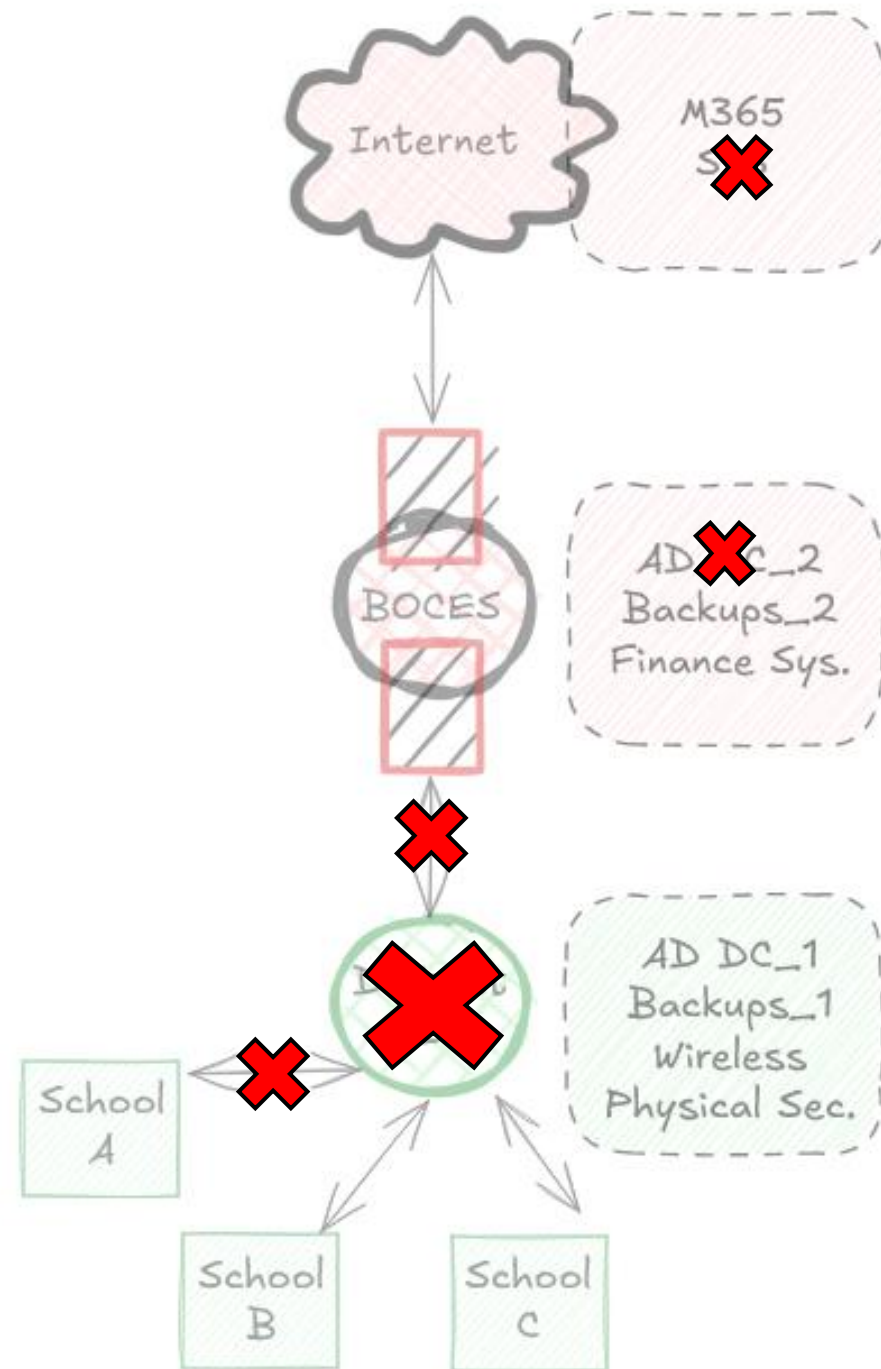 Internet
M365
BOCES
Backups_2
Finance Sys.
AD DC_1
Backups_1
Wireless
Physical Sec.
School
A
School
B
School
C